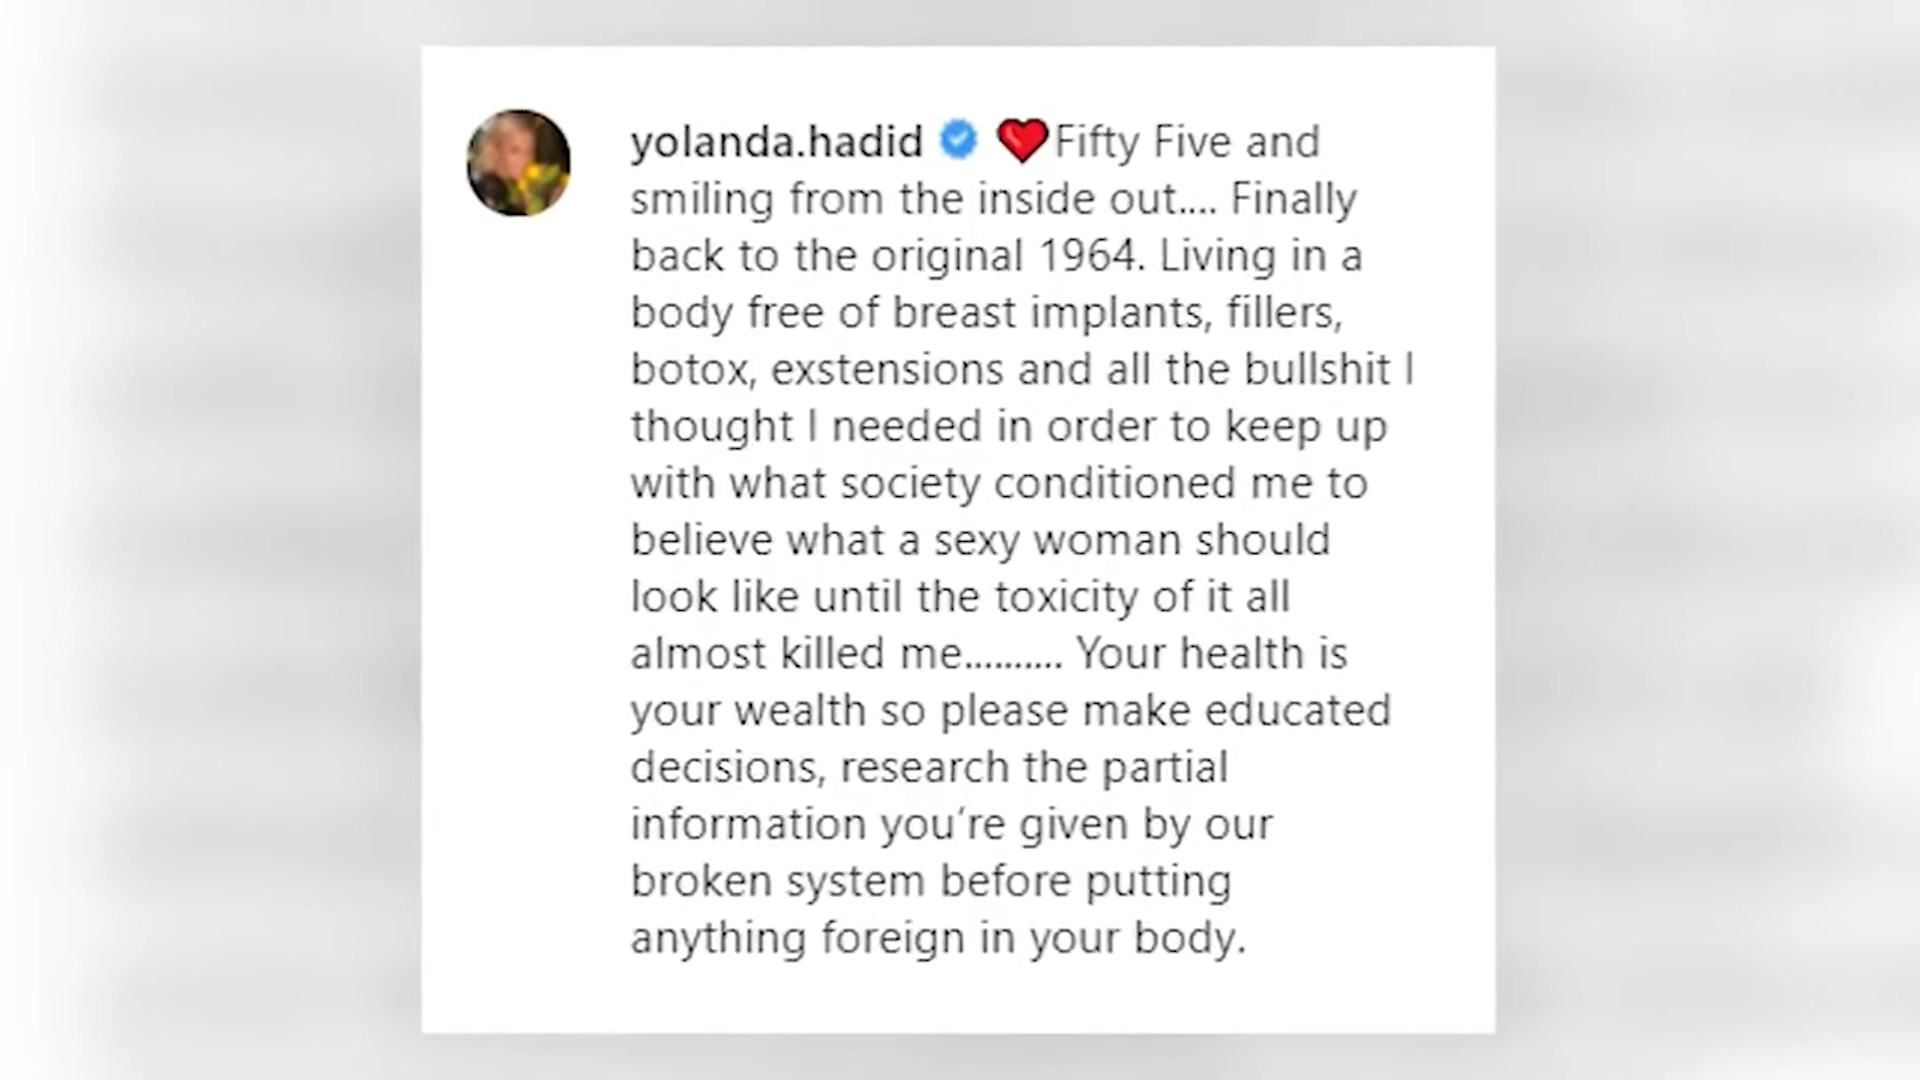 yolanda.hadid ❤️Fifty Five and
smiling from the inside out.... Finally
back to the original 1964. Living in a
body free of breast implants, fillers,
botox, exstensions and all the bullshit I
thought I needed in order to keep up
with what society conditioned me to
believe what a sexy woman should
look like until the toxicity of it all
almost killed me.......... Your health is
your wealth so please make educated
decisions, research the partial
information you’re given by our
broken system before putting
anything foreign in your body.